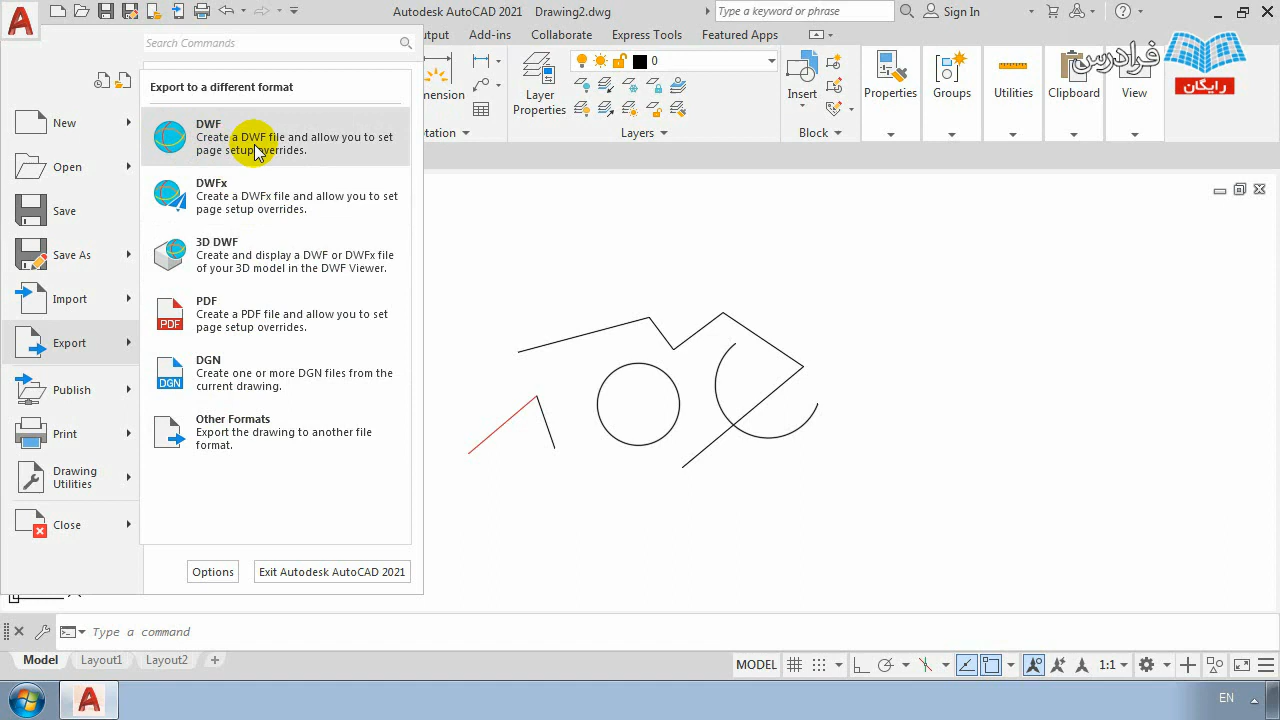 Autodesk AutoCAD 2021 Drawing2.dwg
Type a keyword or phrase
Sign In
Add-ins Collaborate Express Tools Featured Apps
Search Commands
Export to a different format
DWF
Create a DWF file and allow you to set
page setup overrides.
DWFx
Create a DWFx file and allow you to set
page setup overrides.
3D DWF
Create and display a DWF or DWFx file
of your 3D model in the DWF Viewer.
PDF
PDF
Create a PDF file and allow you to set
page setup overrides.
DGN
DGN
Create one or more DGN files from the
current drawing.
Other Formats
Export the drawing to another file
format.
New
Open
Save
Save As
Import
Export
Publish
Print
Drawing
Utilities
Close
Options Exit Autodesk AutoCAD 2021
Layer
Properties
0
Layers
Insert
Properties
Groups
Utilities
Clipboard
View
فرادرس
رایگان
Type a command
Model Layout1 Layout2
MODEL 1:1
EN